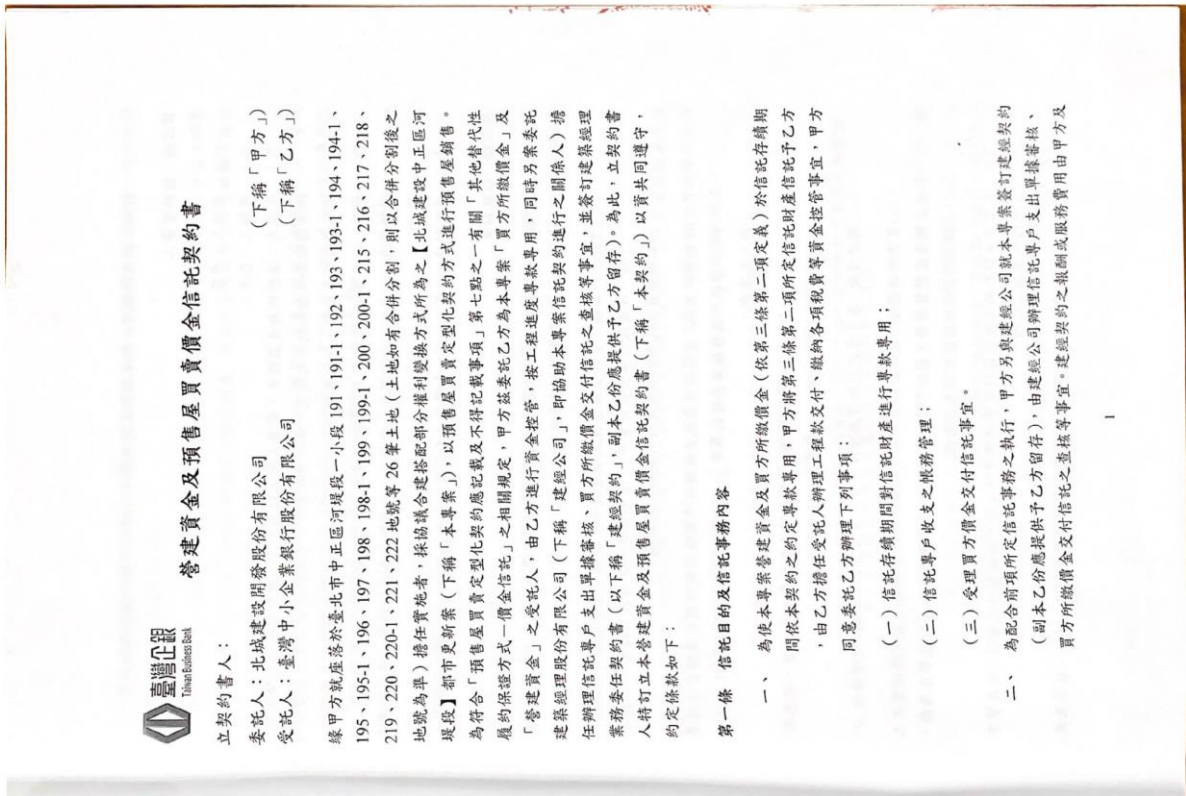 臺灣企銀
Taiwan Business Bank
營建資金及預售屋買賣價金信託契約書
立契約書人：
委託人：北城建設開發股份有限公司 （下稱「甲方」）
受託人：臺灣中小企業銀行股份有限公司 （下稱「乙方」）
緣甲方就座落於臺北市中正區河堤段一小段 191、191-1、192、193、193-1、194、194-1、
195、195-1、196、197、198、198-1、199、199-1、200、200-1、215、216、217、218、
219、220、220-1、221、222 地號等 26 筆土地（土地如有合併分割，則以合併分割後之
地號為準）擔任實施者，採協議合建搭配部分權利變換方式所為之【北城建設中正區河
堤段】都市更新案（下稱「本專案」），以預售屋買賣定型化契約方式進行預售屋銷售。
為符合「預售屋買賣定型化契約應記載及不得記載事項」第七點之一有關「其他替代性
履約保證方式—價金信託」之相關規定，甲方茲委託乙方為本專案「買方所繳價金」及
「營建資金」之受託人，由乙方進行資金控管，按工程進度專款專用，同時另案委託
建築經理股份有限公司（下稱「建經公司」，即協助本專案信託契約進行之關係人）擔
任辦理信託專戶支出單據審核、買方所繳價金交付信託之查核等事宜，並簽訂建築經理
業務委任契約書（以下稱「建經契約」，副本乙份應提供予乙方留存）。為此，立契約書
人特訂立本營建資金及預售屋買賣價金信託契約書（下稱「本契約」）以資共同遵守，
約定條款如下：
第一條 信託目的及信託事務內容
一、 為使本專案營建資金及買方所繳價金（依第三條第二項定義）於信託存續期
間依本契約之約定專款專用，甲方將第三條第二項所定信託財產信託予乙方
，由乙方擔任受託人辦理工程款交付、繳納各項稅費等資金控管事宜，甲方
同意委託乙方辦理下列事項：
（一）信託存續期間對信託財產進行專款專用；
（二）信託專戶收支之帳務管理；
（三）受理買方價金交付信託事宜。
二、 為配合前項所定信託事務之執行，甲方另與建經公司就本專案簽訂建經契約
（副本乙份應提供予乙方留存），由建經公司辦理信託專戶支出單據審核、
買方所繳價金交付信託之查核等事宜。建經契約之報酬或服務費用由甲方及
1